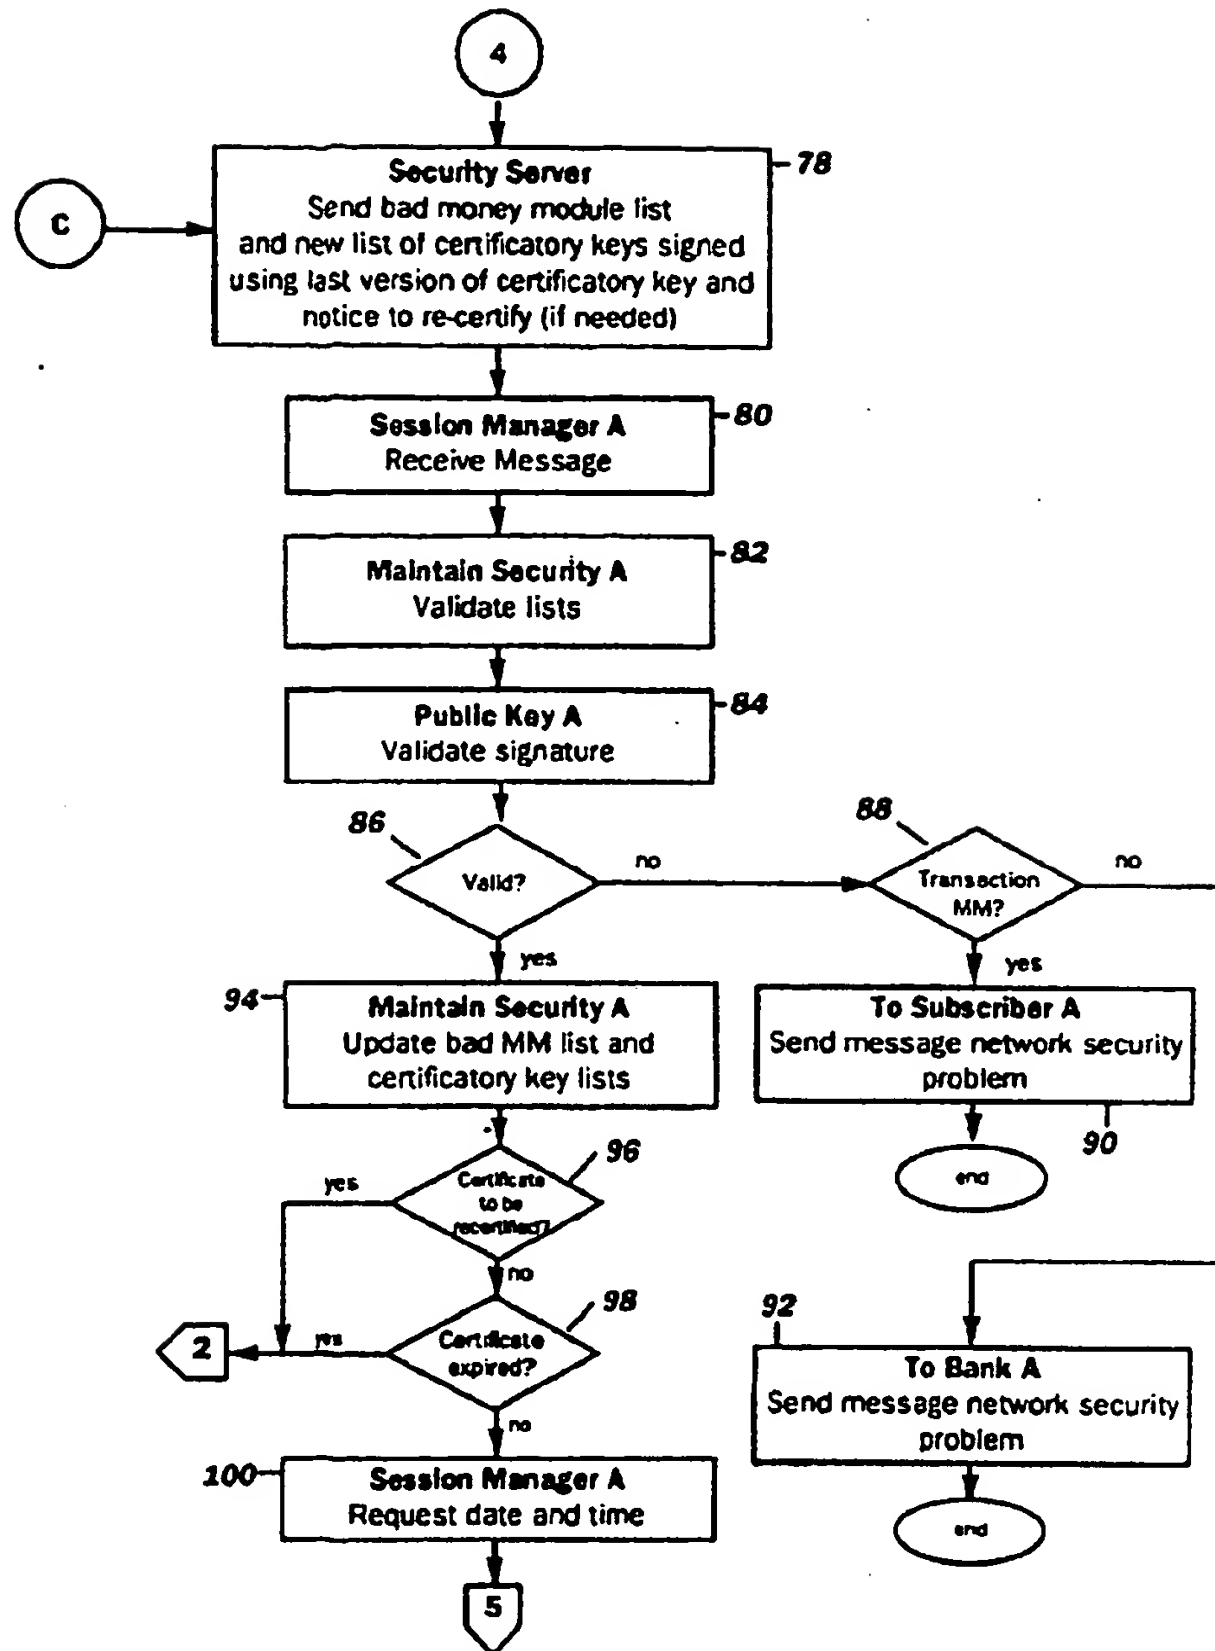 4
78
C
Security Server
Send bad money module list
and new list of certificatory keys signed
using last version of certificatory key and
notice to re-certify (if needed)
80
Session Manager A
Receive Message
82
Maintain Security A
Validate lists
84
Public Key A
Validate signature
86
88
Valid?
no
Transaction
MM?
no
yes
yes
94
Maintain Security A
Update bad MM list and
certificatory key lists
To Subscriber A
Send message network security
problem
90
96
yes
Certificate
to be
recertified?
end
no
98
92
2
yes
Certificate
expired?
To Bank A
Send message network security
problem
no
100
Session Manager A
Request date and time
end
5